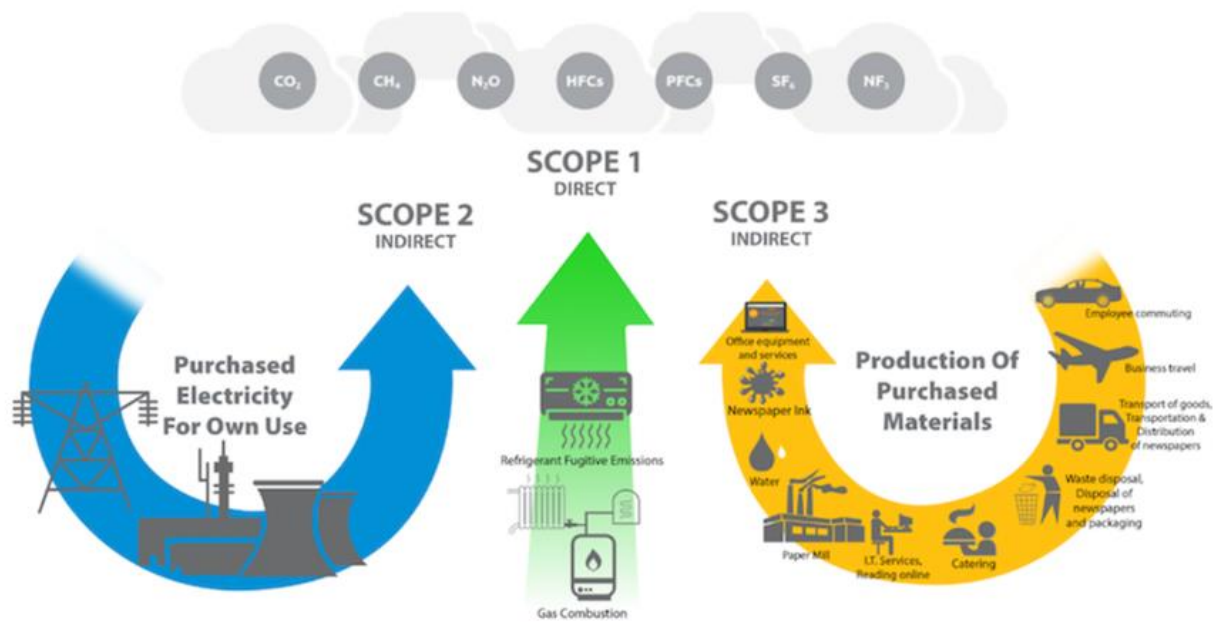 CO₂
CH₄
N₂O
HFCs
PFCs
SF₆
NF₃
SCOPE 1
DIRECT
SCOPE 2
INDIRECT
SCOPE 3
INDIRECT
Purchased
Electricity
For Own Use
Refrigerant Fugitive Emissions
Gas Combustion
Production Of
Purchased
Materials
Office equipment
and services
Newspaper Ink
Water
Paper Mill
I.T. Services,
Reading online
Catering
Waste disposal,
Disposal of
newspapers
and packaging
Transport of goods,
Transportation &
Distribution
of newspapers
Business travel
Employee commuting